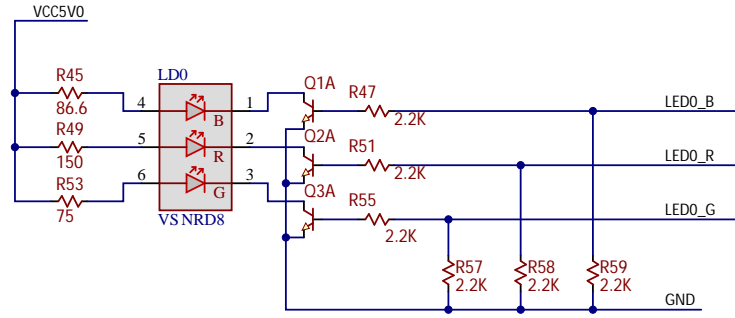 VCC5V0
R45
86.6
LD0
4
1
B
Q1A
R47
2.2K
LED0_B
R49
150
5
2
R
Q2A
R51
2.2K
LED0_R
R53
75
6
3
G
Q3A
R55
2.2K
LED0_G
VS NRD8
R57
2.2K
R58
2.2K
R59
2.2K
GND